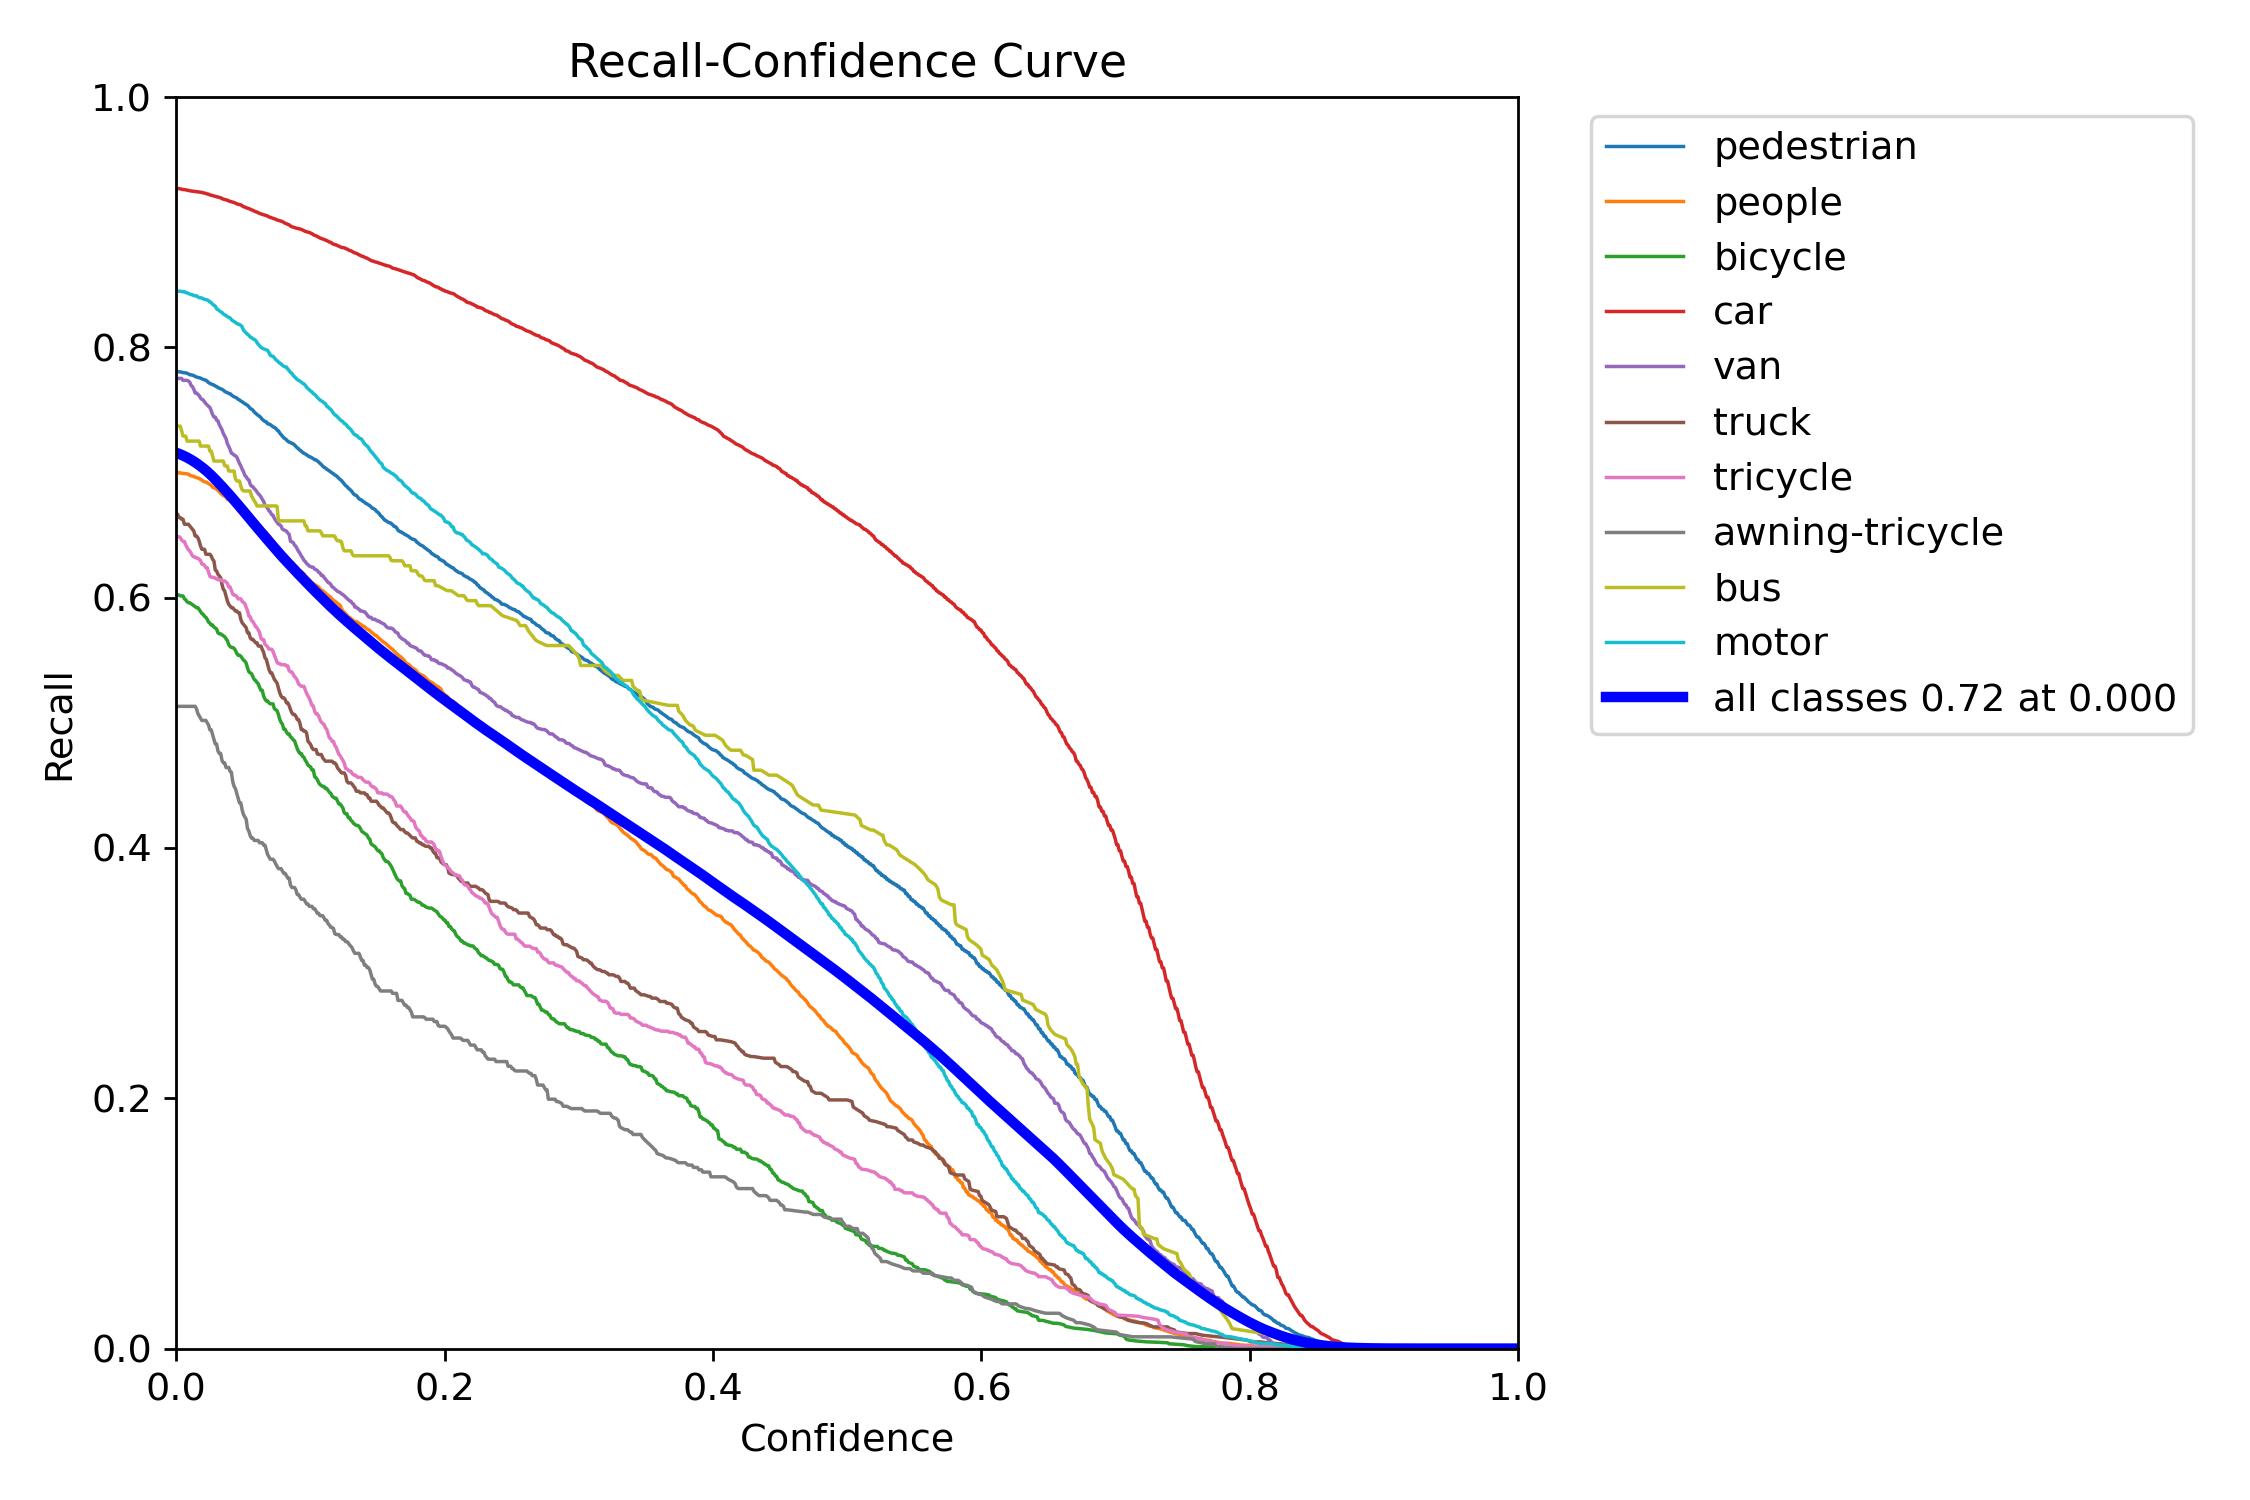 Recall-Confidence Curve
1.0
0.8
0.6
0.4
0.2
0.0
Recall
0.0 0.2 0.4 0.6 0.8 1.0
Confidence
pedestrian
people
bicycle
car
van
truck
tricycle
awning-tricycle
bus
motor
all classes 0.72 at 0.000